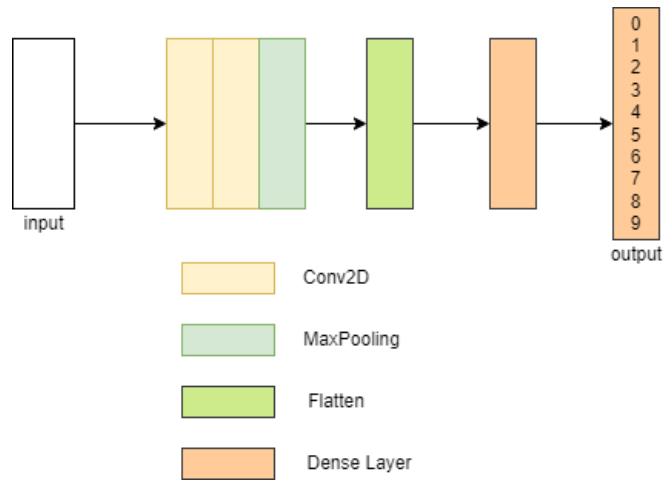 0
1
2
3
4
5
6
7
8
9
input
output
Conv2D
MaxPooling
Flatten
Dense Layer